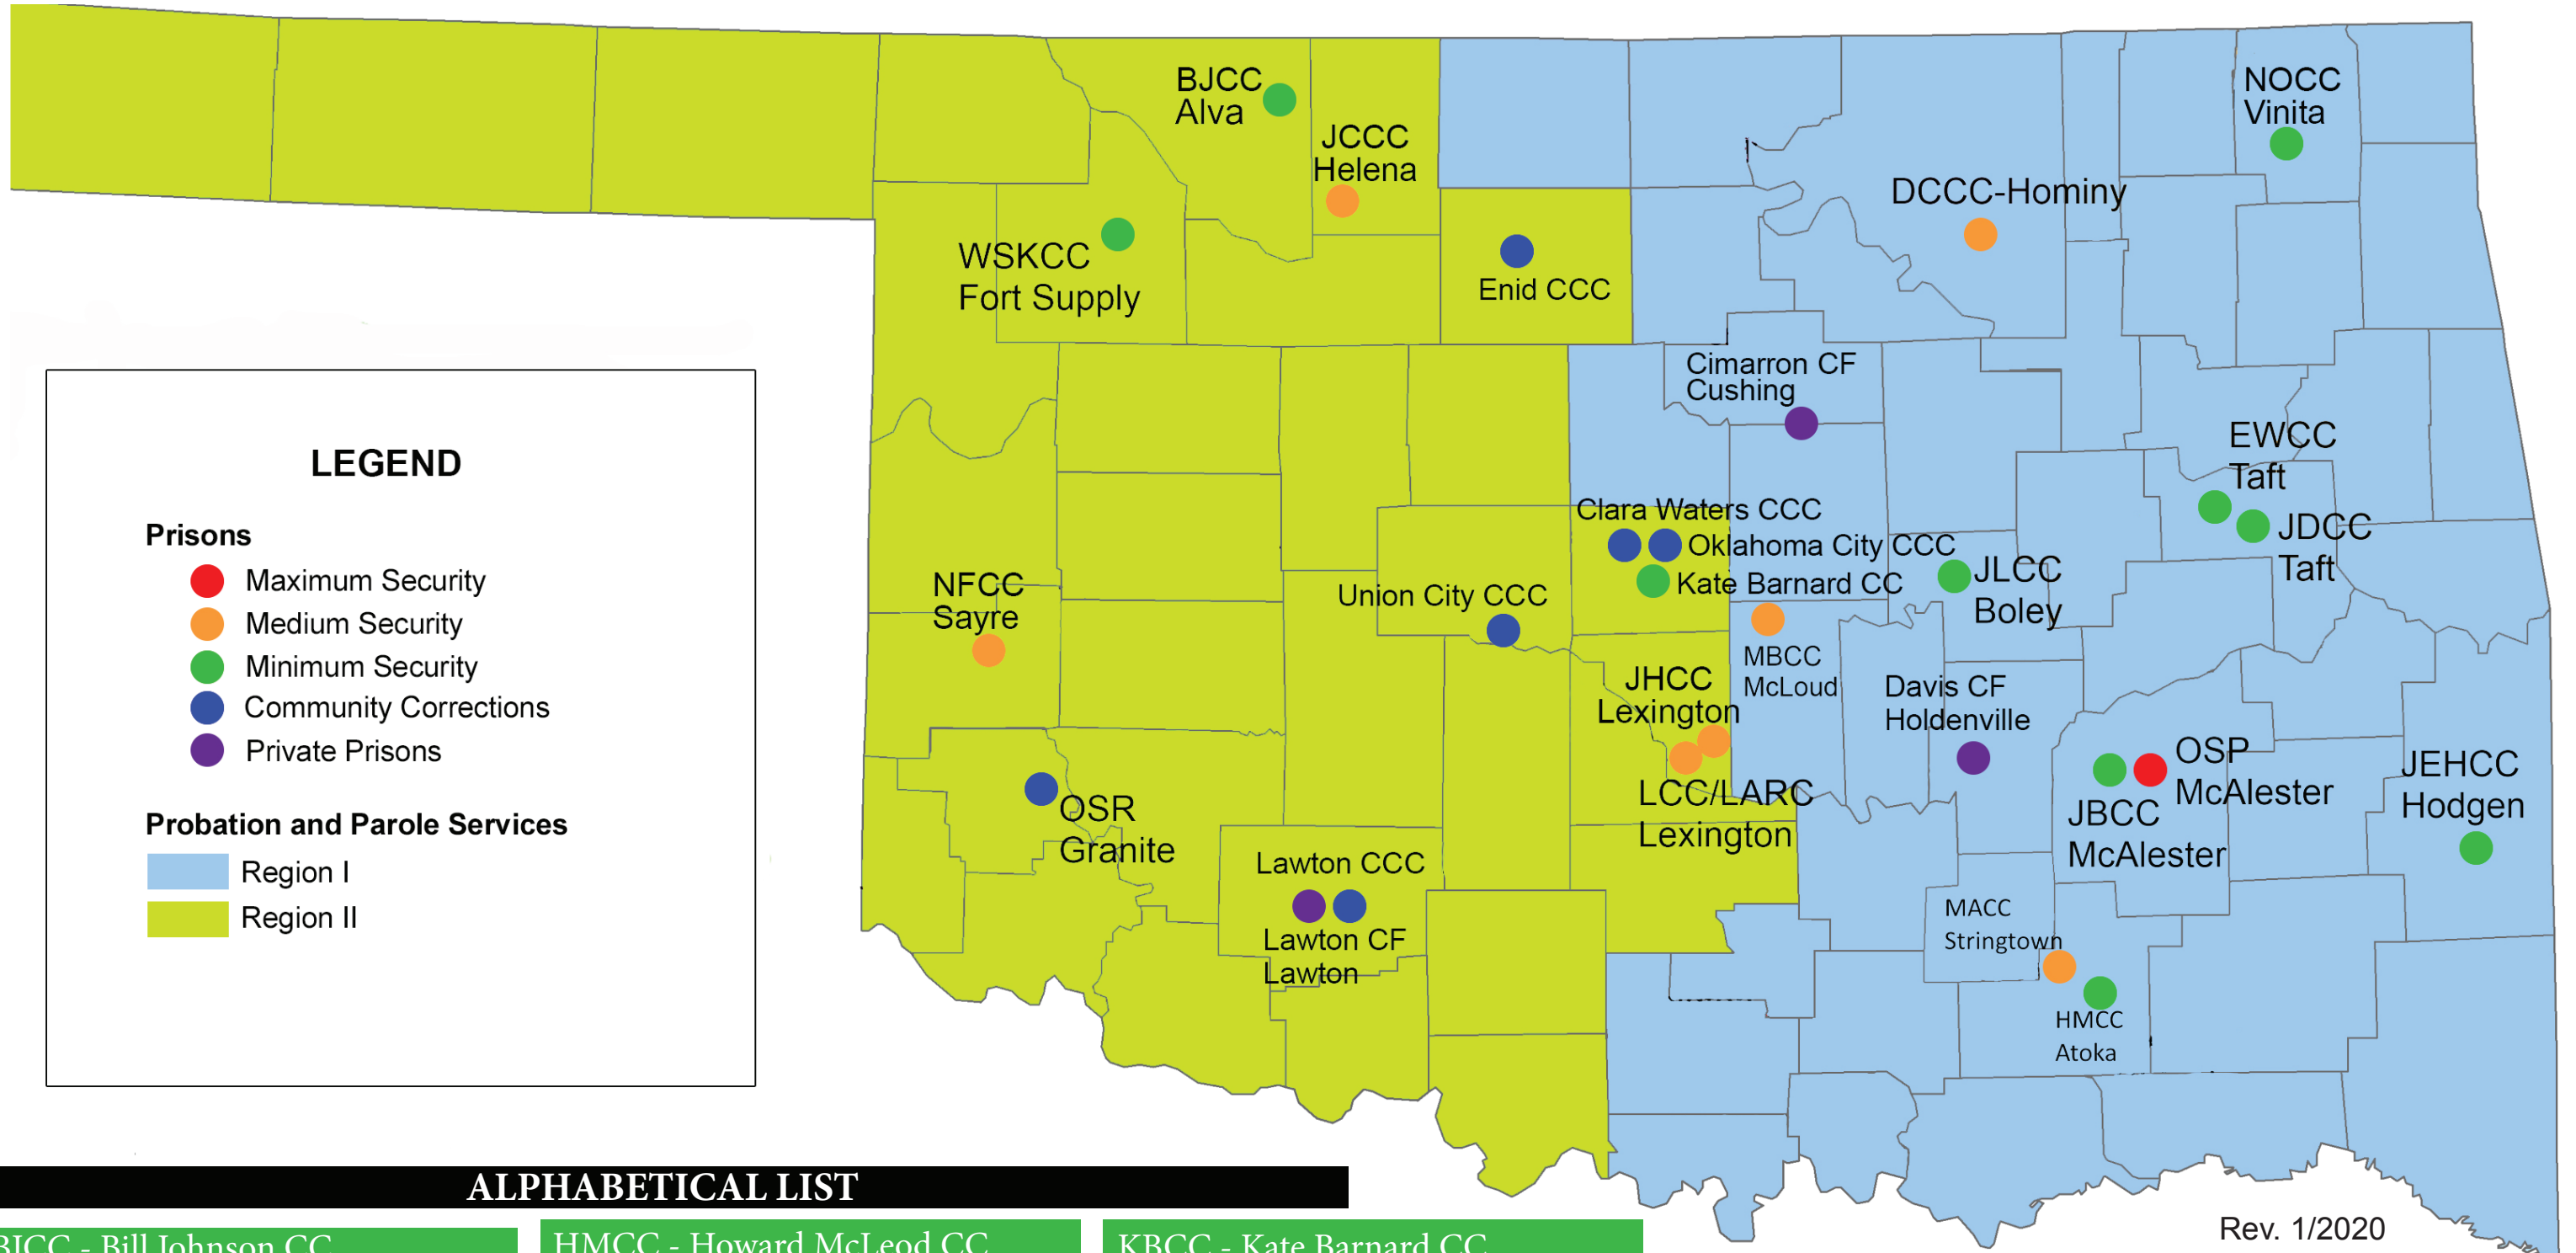 BJCC
Alva
JCCC
Helena
NOCC
Vinita
DCCC-Hominy
WSKCC
Fort Supply
Enid CCC
Cimarron CF
Cushing
EWCC
Taft
JDCC
Taft
Clara Waters CCC
Oklahoma City CCC
Kate Barnard CC
JLCC
Boley
NFCC
Sayre
Union City CCC
MBCC
McLoud
JHCC
Lexington
Davis CF
Holdenville
LCC/LARC
Lexington
OSP
McAlester
JBCC
McAlester
JEHCC
Hodgen
OSR
Granite
Lawton CCC
Lawton CF
Lawton
MACC
Stringtown
HMCC
Atoka
LEGEND
Prisons
Maximum Security
Medium Security
Minimum Security
Community Corrections
Private Prisons
Probation and Parole Services
Region I
Region II
ALPHABETICAL LIST
BJCC - Bill Johnson CC
HMCC - Howard McLeod CC
KBCC - Kate Barnard CC
Rev. 1/2020